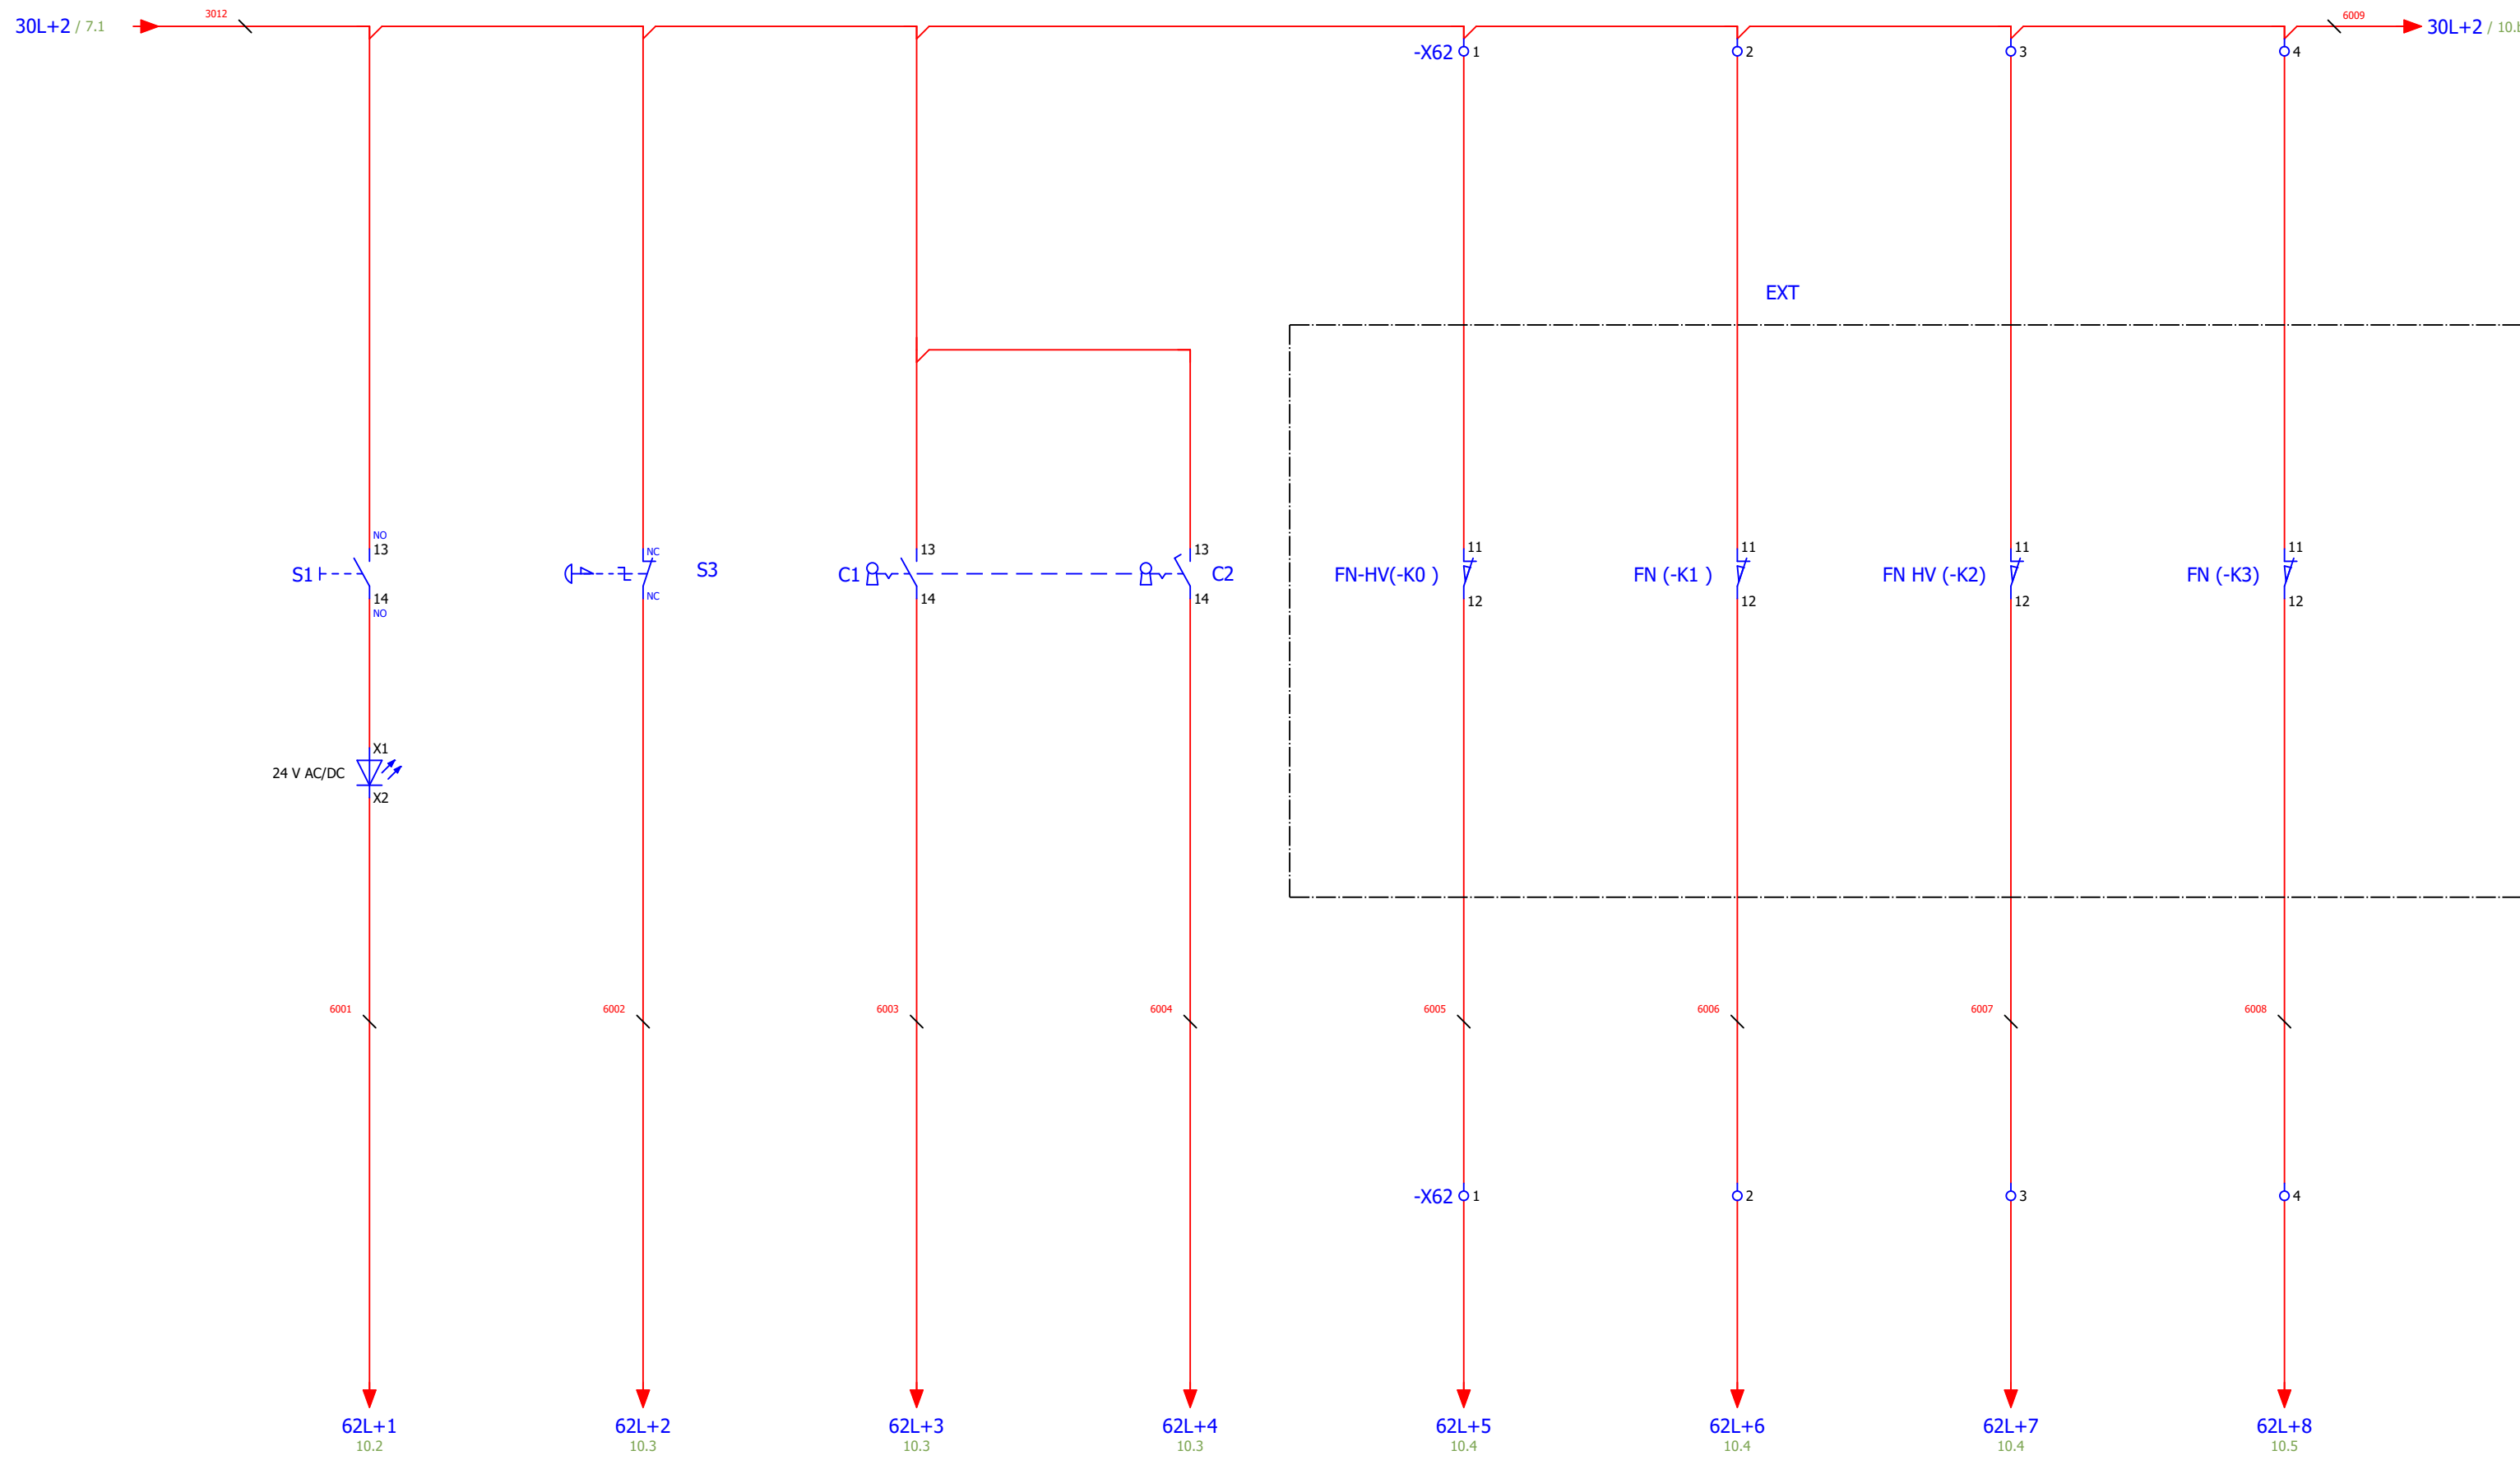 30L+2 / 7.1
3012
6009
30L+2 / 10.
-X62 1
2
3
4
EXT
NO
13
S1
14
NO
NC
S3
NC
13
C1
14
13
C2
14
11
FN-HV(-K0 )
12
11
FN (-K1 )
12
11
FN HV (-K2)
12
11
FN (-K3)
12
X1
24 V AC/DC
X2
6001
6002
6003
6004
6005
6006
6007
6008
-X62 1
2
3
4
62L+1
10.2
62L+2
10.3
62L+3
10.3
62L+4
10.3
62L+5
10.4
62L+6
10.4
62L+7
10.4
62L+8
10.5